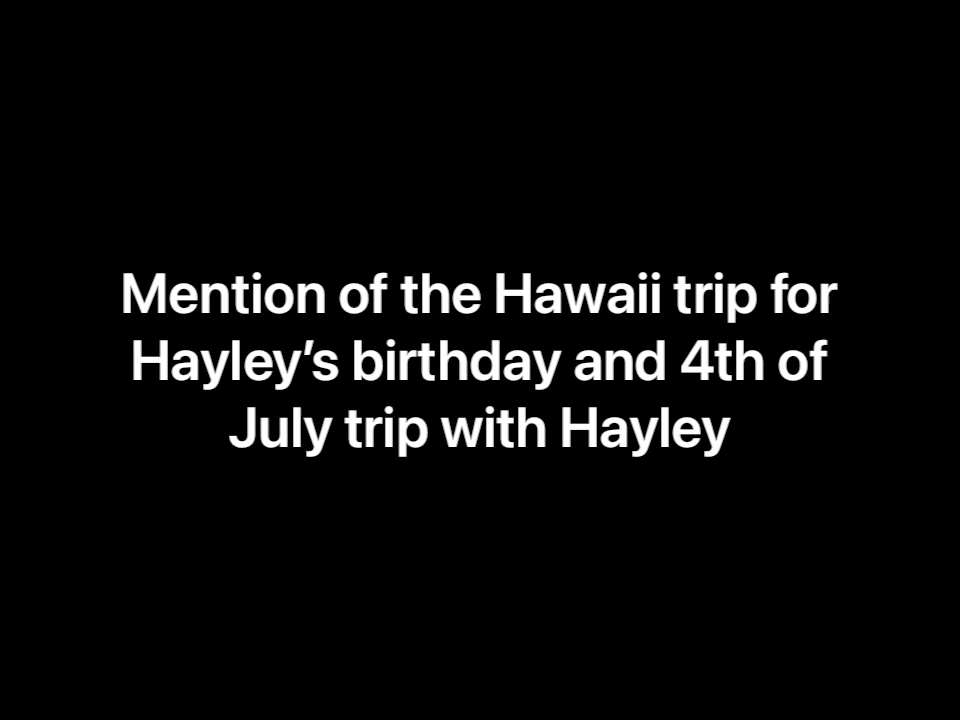 Mention of the Hawaii trip for
Hayley’s birthday and 4th of
July trip with Hayley